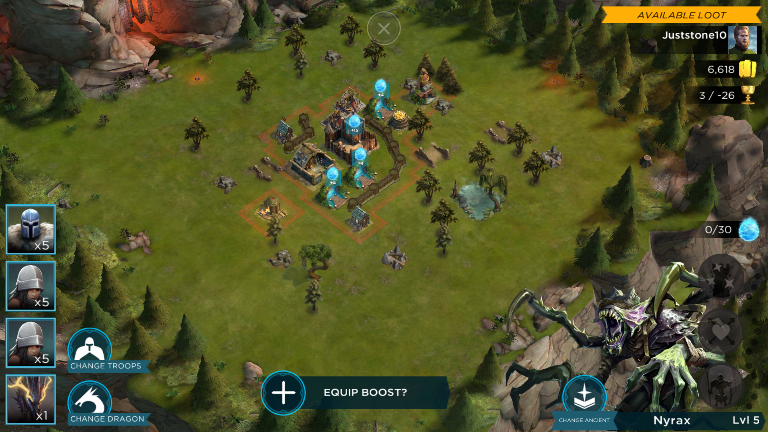 AVAILABLE LOOT
Juststone10
6,618
3 / -26
0/30
x5
x5
x5
CHANGE TROOPS
x1
CHANGE DRAGON
EQUIP BOOST?
CHANGE ANCIENT
Nyrax
Lvl 5